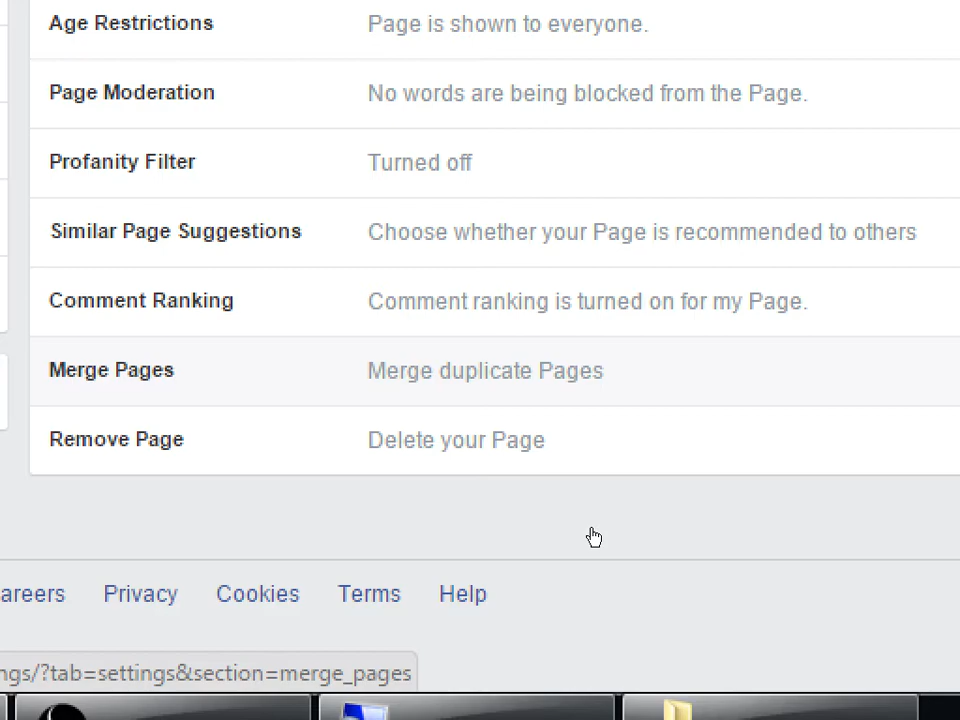 Age Restrictions Page is shown to everyone.
Page Moderation No words are being blocked from the Page.
Profanity Filter Turned off
Similar Page Suggestions Choose whether your Page is recommended to others
Comment Ranking Comment ranking is turned on for my Page.
Merge Pages Merge duplicate Pages
Remove Page Delete your Page
areers Privacy Cookies Terms Help
ngs/?tab=settings&section=merge_pages